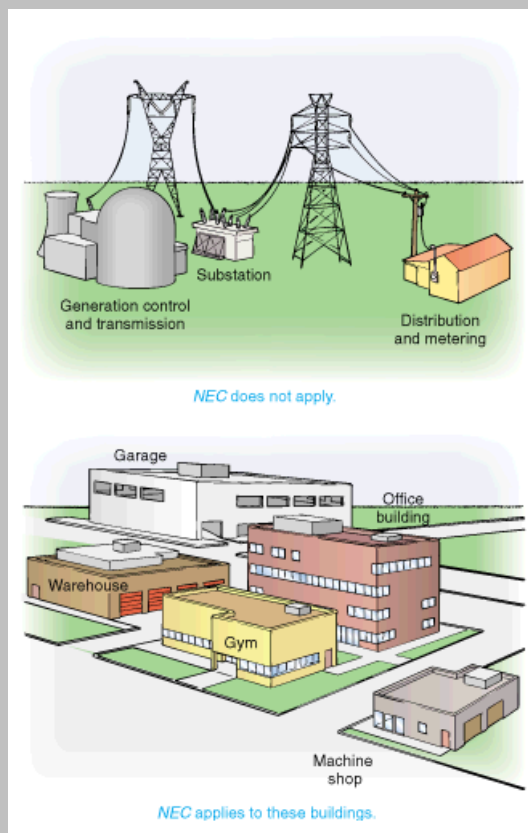 Substation
Generation control
and transmission
Distribution
and metering
NEC does not apply.
Garage
Office
building
Warehouse
Gym
Machine
shop
NEC applies to these buildings.